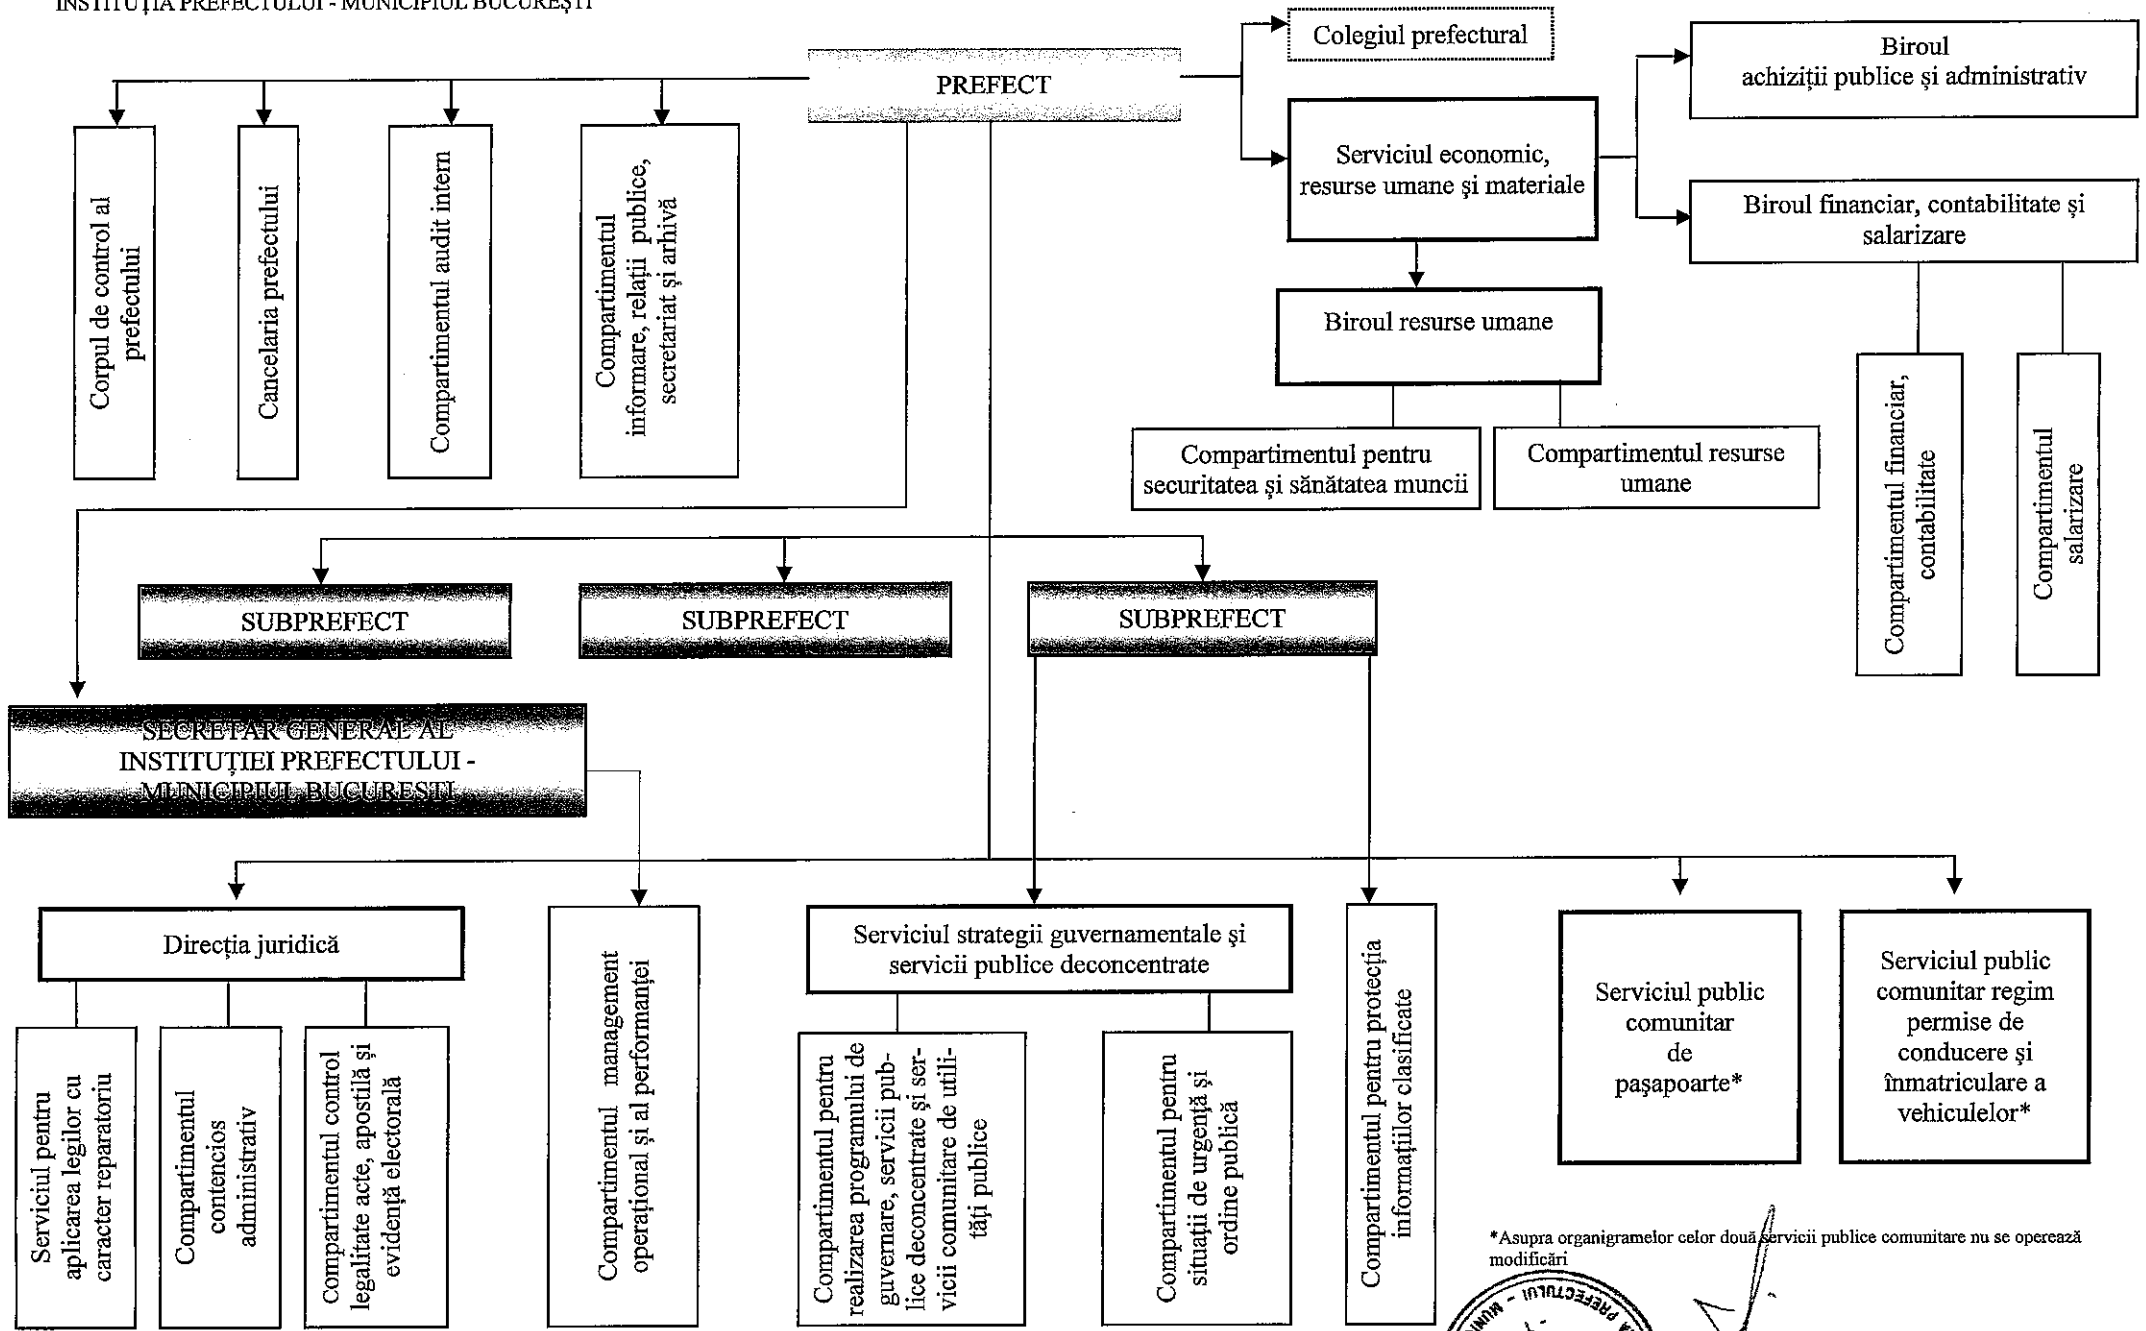 INSTITUȚIA PREFECTULUI - MUNICIPIUL BUCUREȘTI
PREFECT
Colegiul prefectural
Biroul
achiziții publice și administrativ
Serviciul economic,
resurse umane și materiale
Biroul financiar, contabilitate și
salarizare
Corpul de control al
prefectului
Cancelaria prefectului
Compartimentul audit intern
Compartimentul
informare, relații publice,
secretariat și arhivă
Biroul resurse umane
Compartimentul pentru
securitatea și sănătatea muncii
Compartimentul resurse
umane
Compartimentul financiar,
contabilitate
Compartimentul
salarizare
SUBPREFECT
SUBPREFECT
SUBPREFECT
SECRETAR GENERAL AL
INSTITUȚIEI PREFECTULUI -
MUNICIPIUL BUCUREȘTI
Direcția juridică
Serviciul pentru
aplicarea legilor cu
caracter reparatoriu
Compartimentul
contencios
administrativ
Compartimentul control
legalitate acte, apostilă și
evidență electorală
Compartimentul management
operațional și al performanței
Serviciul strategii guvernamentale și
servicii publice deconcentrate
Compartimentul pentru
realizarea programului de
guvernare, servicii pub-
lice deconcentrate și ser-
vicii comunitare de utili-
tăți publice
Compartimentul pentru
situații de urgență și
ordine publică
Compartimentul pentru protecția
informațiilor clasificate
Serviciul public
comunitar
de
pașapoarte*
Serviciul public
comunitar regim
permise de
conducere și
înmatriculare a
vehiculelor*
*Asupra organigramelor celor două servicii publice comunitare nu se operează
modificări
PREFECTULUI -